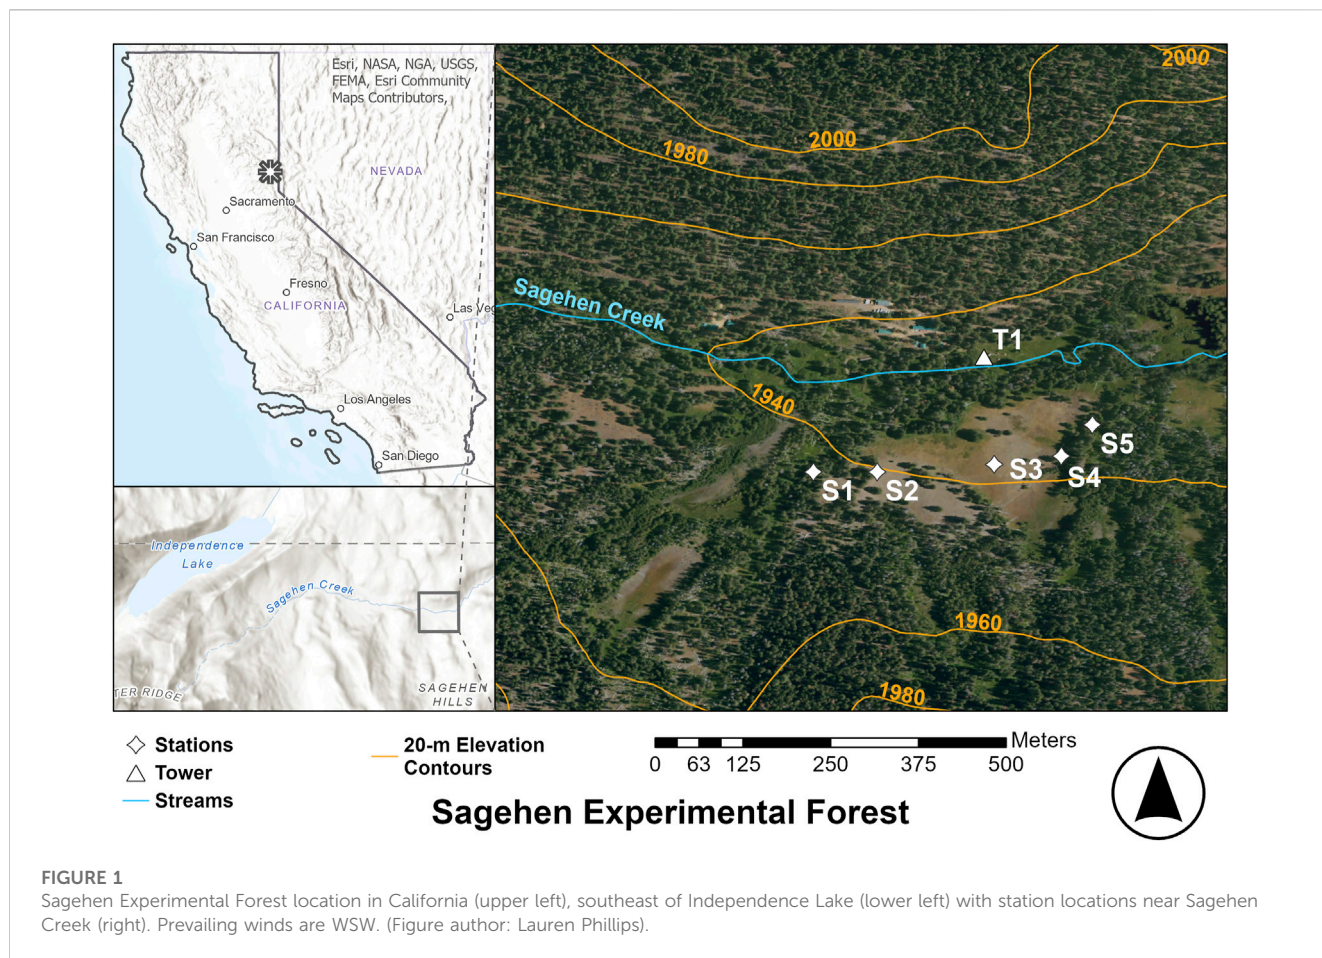 Esri, NASA, NGA, USGS,
FEMA, Esri Community
Maps Contributors,
NEVADA
Sacramento
San Francisco
Fresno
CALIFORNIA
Las Veg
Los Angeles
San Diego
Independence
Lake
Sagehen Creek
TER RIDGE
SAGEHEN
HILLS
2000
2000
1980
Sagehen Creek
T1
1940
S5
S3
S4
S1
S2
1960
1980
Stations
Tower
Streams
20-m Elevation
Contours
Meters
0 63 125 250 375 500
Sagehen Experimental Forest
FIGURE 1
Sagehen Experimental Forest location in California (upper left), southeast of Independence Lake (lower left) with station locations near Sagehen
Creek (right). Prevailing winds are WSW. (Figure author: Lauren Phillips).